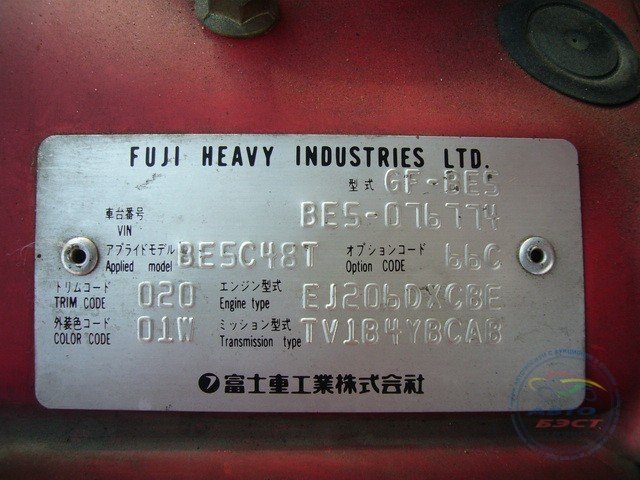 FUJI HEAVY INDUSTRIES LTD.
型式 GF-BE5
車台番号 VIN BE5-076774
アプライドモデル Applied model BE5C48T オプションコード Option CODE 66C
トリムコード TRIM CODE 020 エンジン型式 Engine type EJ206DXCBE
外装色コード COLOR CODE 01W ミッション型式 Transmission type TV1B4YBCAB
富士重工業株式会社
АВТО
БЭСТ